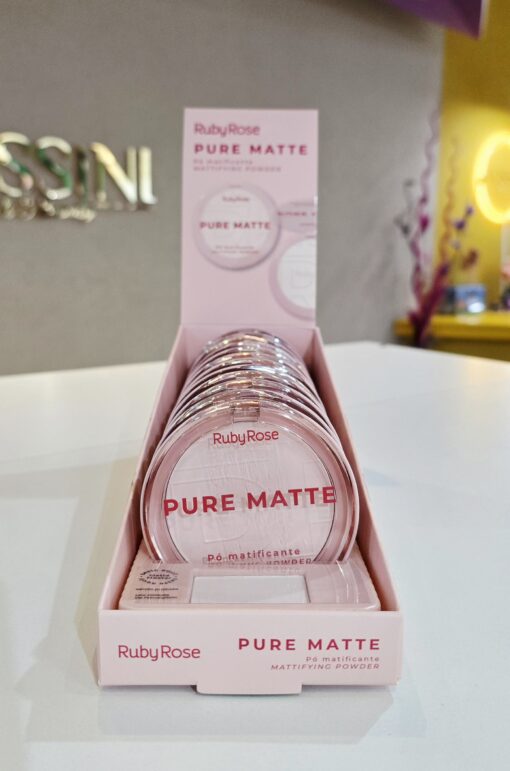 SSINI
RubyRose
PURE MATTE
Pó matificante
MATTIFYING POWDER
RubyRose
PURE MATTE
RubyRose
PURE MATTE
Pó matificante
RubyRose
PURE MATTE
Pó matificante
MATTIFYING POWDER